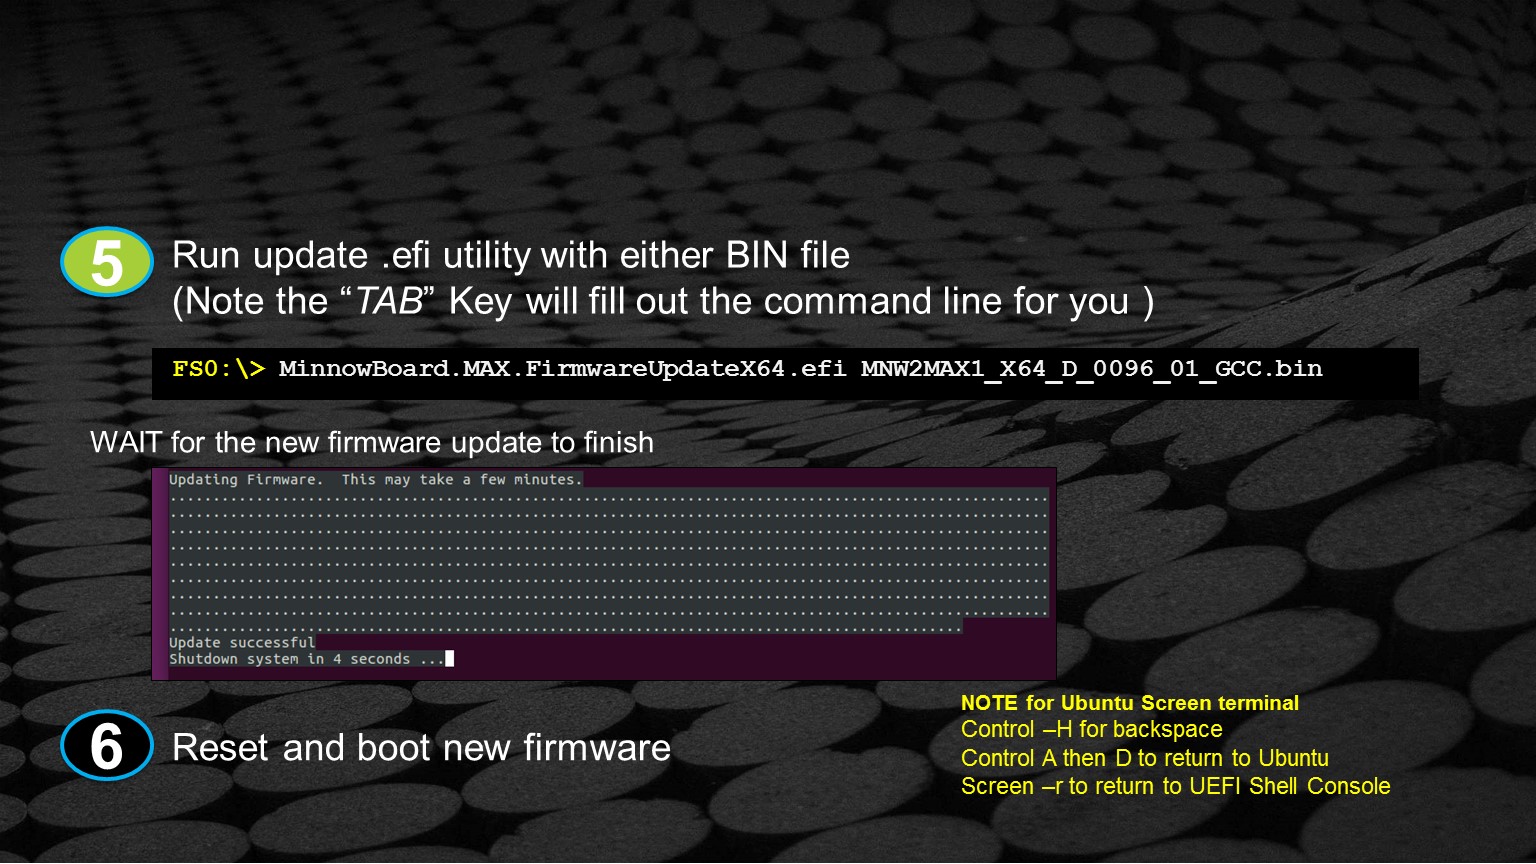 5
Run update .efi utility with either BIN file
(Note the “TAB” Key will fill out the command line for you )
FS0:\> MinnowBoard.MAX.FirmwareUpdateX64.efi MNW2MAX1_X64_D_0096_01_GCC.bin
WAIT for the new firmware update to finish
Updating Firmware.  This may take a few minutes.
Update successful
Shutdown system in 4 seconds ...
6
Reset and boot new firmware
NOTE for Ubuntu Screen terminal
Control –H for backspace
Control A then D to return to Ubuntu
Screen –r to return to UEFI Shell Console